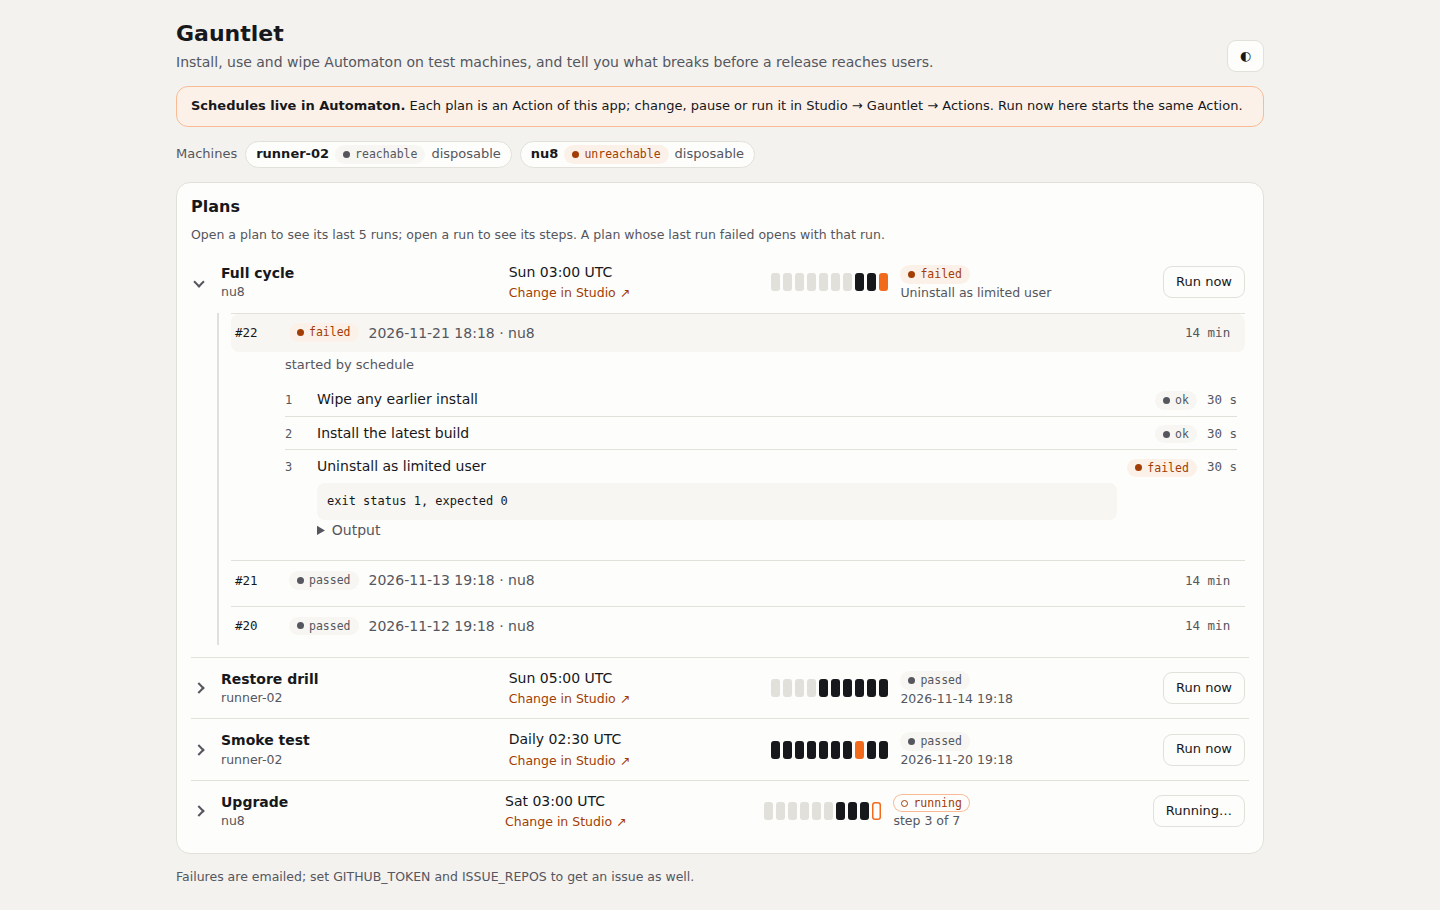 Gauntlet
Install, use and wipe Automaton on test machines, and tell you what breaks before a release reaches users.
Schedules live in Automaton. Each plan is an Action of this app; change, pause or run it in Studio → Gauntlet → Actions. Run now here starts the same Action.
Machines runner-02 reachable disposable nu8 unreachable disposable
Plans
Open a plan to see its last 5 runs; open a run to see its steps. A plan whose last run failed opens with that run.
Full cycle Sun 03:00 UTC failed Run now
nu8 Change in Studio ↗ Uninstall as limited user
#22 failed 2026-11-21 18:18 · nu8 14 min
started by schedule
1 Wipe any earlier install ok 30 s
2 Install the latest build ok 30 s
3 Uninstall as limited user failed 30 s
exit status 1, expected 0
▶ Output
#21 passed 2026-11-13 19:18 · nu8 14 min
#20 passed 2026-11-12 19:18 · nu8 14 min
Restore drill Sun 05:00 UTC passed Run now
runner-02 Change in Studio ↗ 2026-11-14 19:18
Smoke test Daily 02:30 UTC passed Run now
runner-02 Change in Studio ↗ 2026-11-20 19:18
Upgrade Sat 03:00 UTC running Running…
nu8 Change in Studio ↗ step 3 of 7
Failures are emailed; set GITHUB_TOKEN and ISSUE_REPOS to get an issue as well.